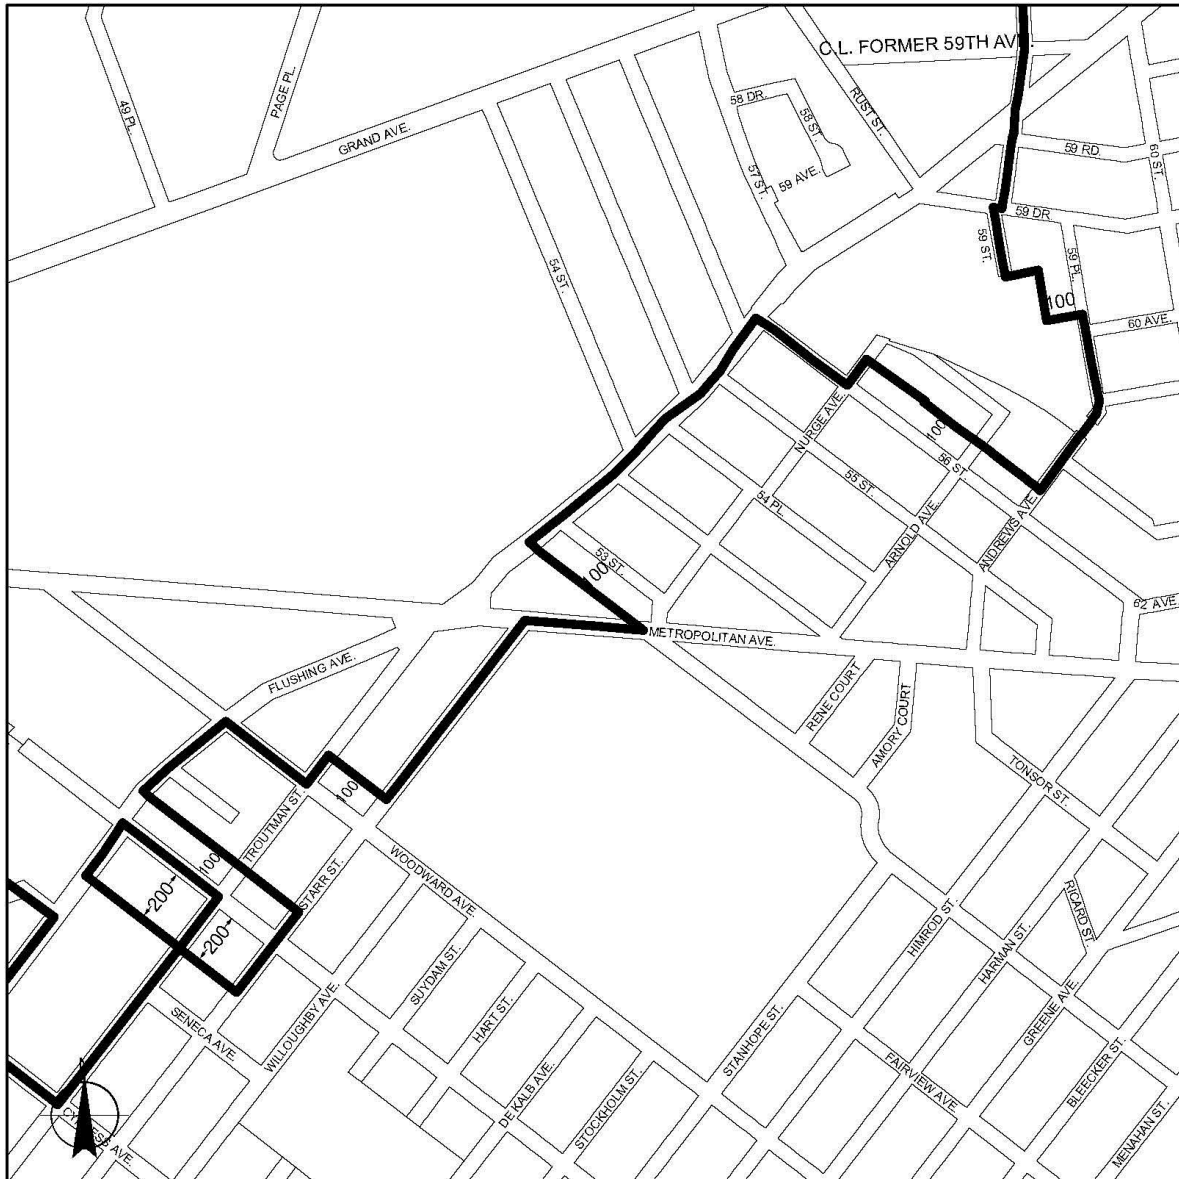 C.L. FORMER 59TH AVE.
49 PL.
PAGE PL.
GRAND AVE.
58 DR.
58 ST.
RUST ST.
59 RD.
60 ST.
57 ST.
59 AVE.
59 DR.
59 ST.
59 PL.
54 ST.
100
60 AVE.
NURGE AVE.
100
56 ST.
55 ST.
54 PL.
ARNOLD AVE.
ANDREWS AVE.
53 ST.
100
62 AVE.
METROPOLITAN AVE.
FLUSHING AVE.
RENE COURT
AMORY COURT
TONSOR ST.
100
TROUTMAN ST.
100
STARR ST.
WOODWARD AVE.
200
200
RICARD ST.
HIMROD ST.
HARMAN ST.
SUYDAM ST.
HART ST.
WILLOUGHBY AVE.
SENECA AVE.
STANHOPE ST.
GREENE AVE.
FAIRVIEW AVE.
BLEECKER ST.
DE KALB AVE.
STOCKHOLM ST.
MENAHAN ST.